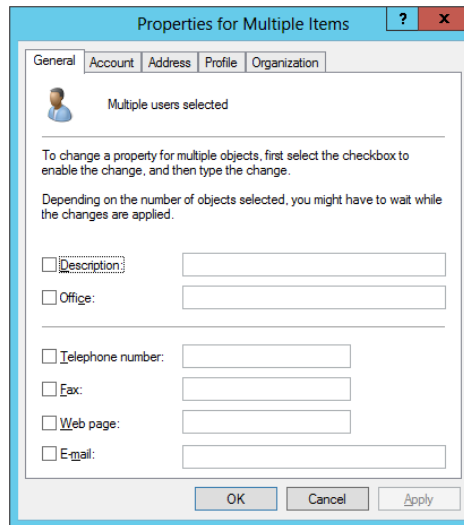 Properties for Multiple Items
? x
General Account Address Profile Organization
Multiple users selected
To change a property for multiple objects, first select the checkbox to
enable the change, and then type the change.
Depending on the number of objects selected, you might have to wait while
the changes are applied.
Description:
Office:
Telephone number:
Fax:
Web page:
E-mail:
OK Cancel Apply